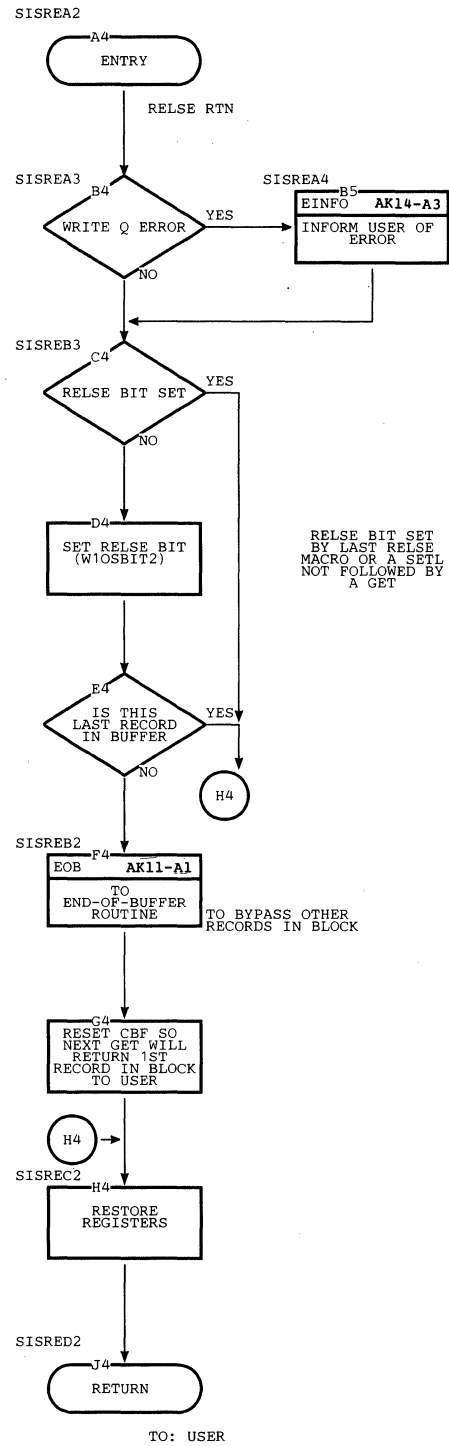 SISREA2
A4
ENTRY
RELSE RTN
SISREA3
B4
WRITE Q ERROR
YES
NO
SISREA4
B5
EINFO AK14-A3
INFORM USER OF
ERROR
SISREB3
C4
RELSE BIT SET
YES
NO
D4
SET RELSE BIT
(W1OSBIT2)
RELSE BIT SET
BY LAST RELSE
MACRO OR A SETL
NOT FOLLOWED BY
A GET
E4
IS THIS
LAST RECORD
IN BUFFER
YES
NO
H4
SISREB2
F4
EOB AK11-A1
TO
END-OF-BUFFER
ROUTINE
TO BYPASS OTHER
RECORDS IN BLOCK
G4
RESET CBF SO
NEXT GET WILL
RETURN 1ST
RECORD IN BLOCK
TO USER
H4
SISREC2
H4
RESTORE
REGISTERS
SISRED2
J4
RETURN
TO: USER